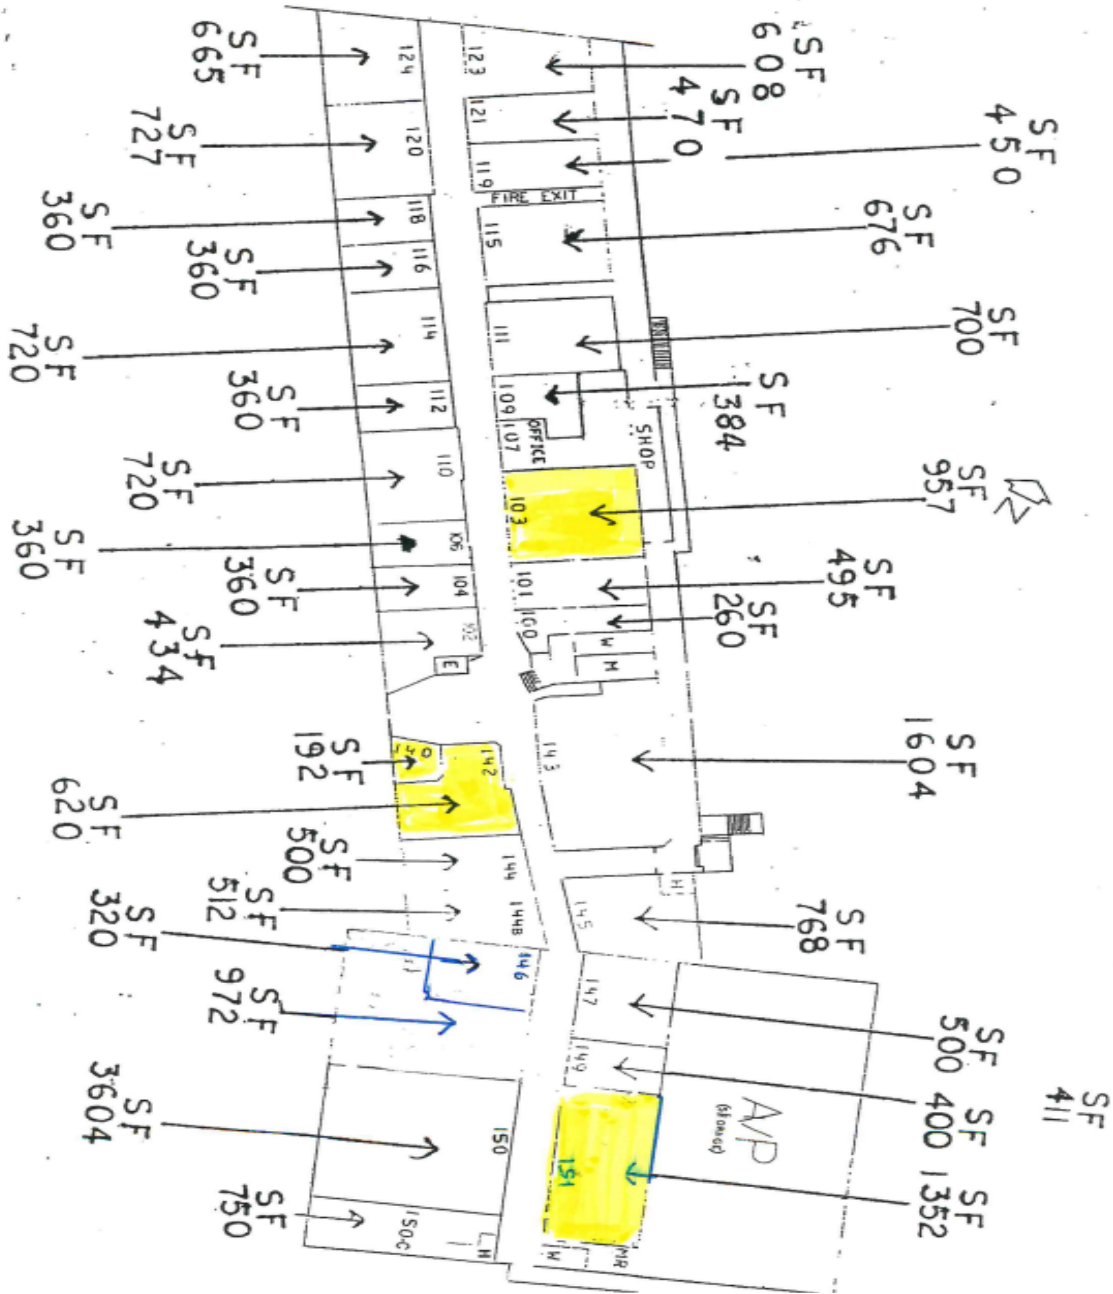 SF
608
SF
470
SF
450
SF
676
SF
700
SF
384
SF
957
N
SF
495
SF
260
SF
1604
SF
768
SF
500
SF
400
SF
411
SF
1352
A/P
(storage)
SHOP
OFFICE
FIRE EXIT
123
121
119
115
111
109
107
103
101
100
W
M
143
H
145
147
149
151
W
MR
124
120
118
116
114
112
110
106
104
102
E
142
144
144B
146
150
150C
H
SF
665
SF
727
SF
360
SF
360
SF
720
SF
360
SF
720
SF
360
SF
360
SF
434
SF
192
SF
620
SF
500
SF
512
SF
320
SF
972
SF
3604
SF
750